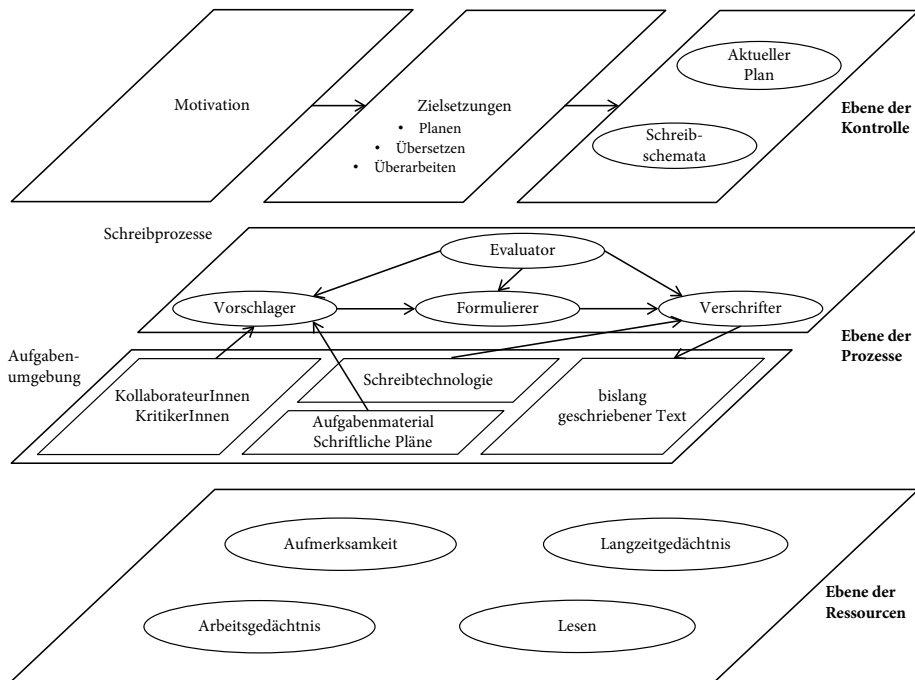 Motivation
Zielsetzungen
• Planen
• Übersetzen
• Überarbeiten
Aktueller
Plan
Schreib-
schemata
Ebene der
Kontrolle
Schreibprozesse
Evaluator
Vorschlager
Formulierer
Verschrifter
Ebene der
Prozesse
Aufgaben-
umgebung
KollaborateurInnen
KritikerInnen
Schreibtechnologie
Aufgabenmaterial
Schriftliche Pläne
bislang
geschriebener Text
Aufmerksamkeit
Langzeitgedächtnis
Arbeitsgedächtnis
Lesen
Ebene der
Ressourcen